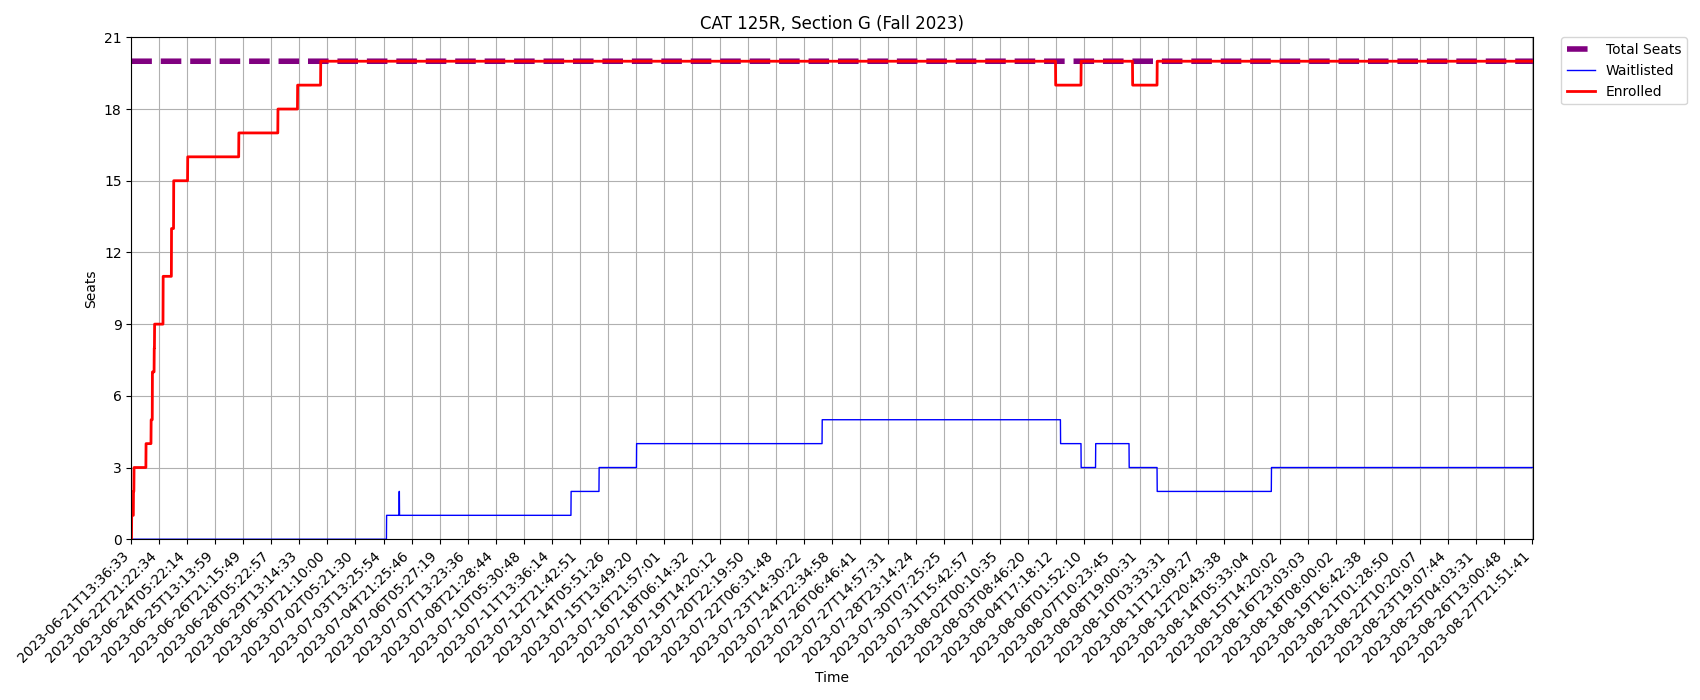 CAT 125R, Section G (Fall 2023)
Total Seats
Waitlisted
Enrolled
Seats
21
18
15
12
9
6
3
0
2023-06-21T13:36:33
2023-06-22T21:22:34
2023-06-24T05:22:14
2023-06-25T13:13:59
2023-06-26T21:15:49
2023-06-28T05:22:57
2023-06-29T13:14:33
2023-06-30T21:10:00
2023-07-02T05:21:30
2023-07-03T13:25:54
2023-07-04T21:25:46
2023-07-06T05:27:19
2023-07-07T13:23:36
2023-07-08T21:28:44
2023-07-10T05:30:48
2023-07-11T13:36:14
2023-07-12T21:42:51
2023-07-14T05:51:26
2023-07-15T13:49:20
2023-07-16T21:57:01
2023-07-18T06:14:32
2023-07-19T14:20:12
2023-07-20T22:19:50
2023-07-22T06:31:48
2023-07-23T14:30:22
2023-07-24T22:34:58
2023-07-26T06:46:41
2023-07-27T14:57:31
2023-07-28T23:14:24
2023-07-30T07:25:25
2023-07-31T15:42:57
2023-08-02T00:10:35
2023-08-03T08:46:20
2023-08-04T17:18:12
2023-08-06T01:52:10
2023-08-07T10:23:45
2023-08-08T19:00:31
2023-08-10T03:33:31
2023-08-11T12:09:27
2023-08-12T20:43:38
2023-08-14T05:33:04
2023-08-15T14:20:02
2023-08-16T23:03:03
2023-08-18T08:00:02
2023-08-19T16:42:38
2023-08-21T01:28:50
2023-08-22T10:20:07
2023-08-23T19:07:44
2023-08-25T04:03:31
2023-08-26T13:00:48
2023-08-27T21:51:41
Time